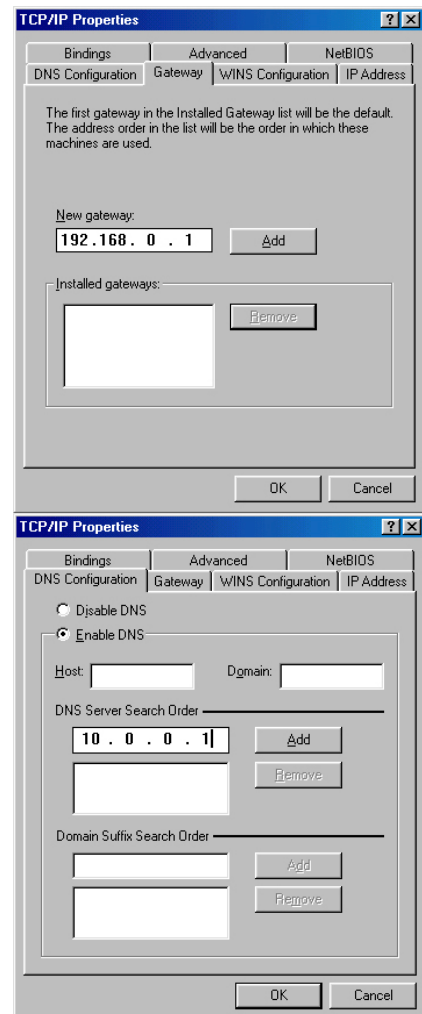 TCP/IP Properties
Bindings Advanced NetBIOS
DNS Configuration Gateway WINS Configuration IP Address
The first gateway in the Installed Gateway list will be the default.
The address order in the list will be the order in which these
machines are used.
New gateway:
192.168. 0 . 1 Add
Installed gateways:
Remove
OK Cancel
TCP/IP Properties
Bindings Advanced NetBIOS
DNS Configuration Gateway WINS Configuration IP Address
Disable DNS
Enable DNS
Host: Domain:
DNS Server Search Order
10 . 0 . 0 . 1 Add
Remove
Domain Suffix Search Order
Add
Remove
OK Cancel